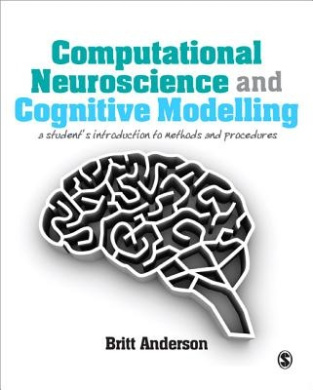 Computational
Neuroscience and
Cognitive Modelling
a student's introduction to methods and procedures
Britt Anderson
S